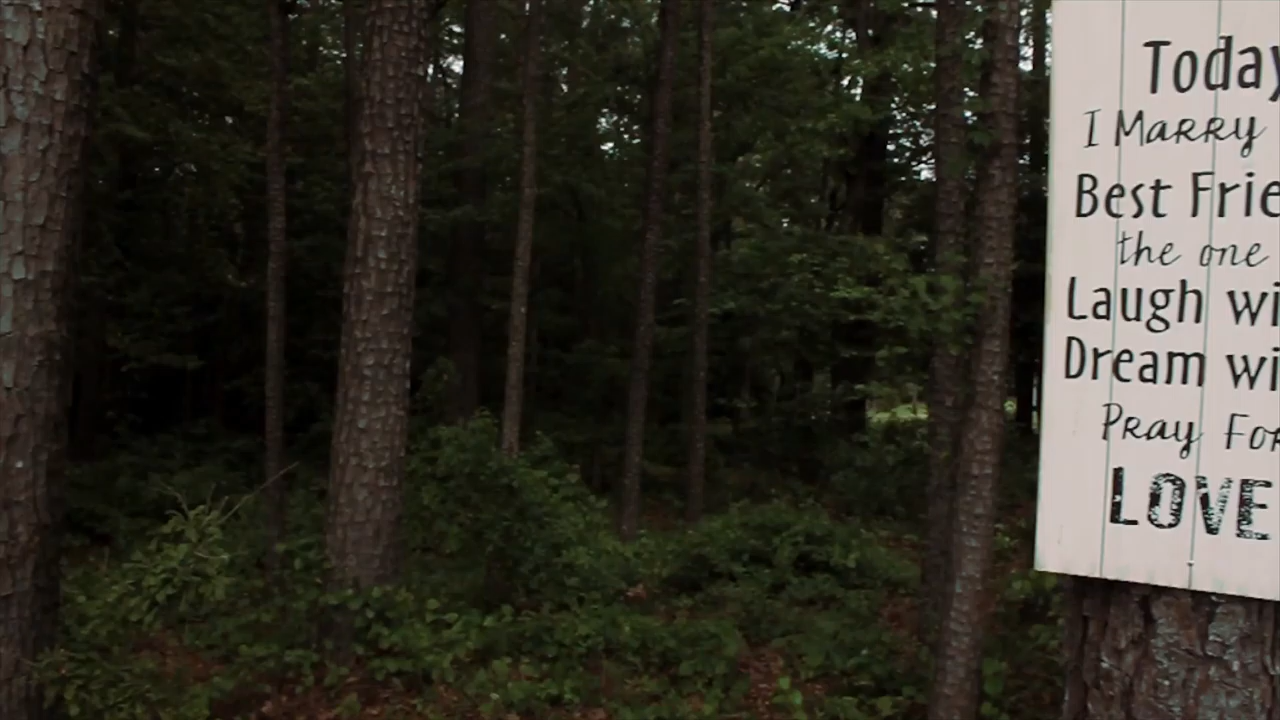 Today
I Marry
Best Frie
the one
Laugh wi
Dream wi
Pray For
LOVE